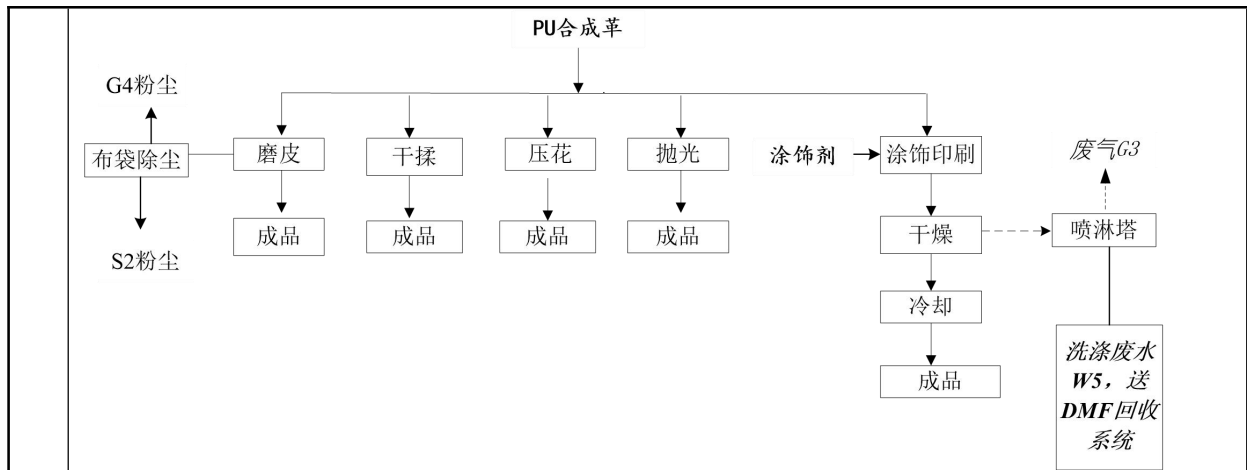 PU合成革
G4粉尘
布袋除尘
磨皮
干揉
压花
抛光
涂饰剂
涂饰印刷
废气G3
成品
成品
成品
成品
干燥
喷淋塔
S2粉尘
冷却
成品
洗涤废水
W5，送
DMF回收
系统